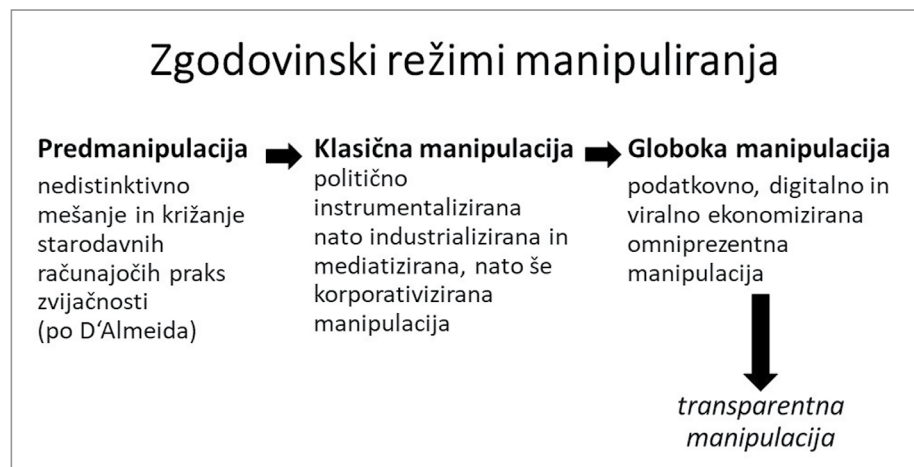 Zgodovinski režimi manipuliranja
Predmanipulacija
nedistinktivno
mešanje in križanje
starodavnih
računajočih praks
zvijačnosti
(po D‘Almeida)
Klasična manipulacija
politično
instrumentalizirana
nato industrializirana in
mediatizirana, nato še
korporativizirana
manipulacija
Globoka manipulacija
podatkovno, digitalno in
viralno ekonomizirana
omniprezentna
manipulacija
transparentna
manipulacija